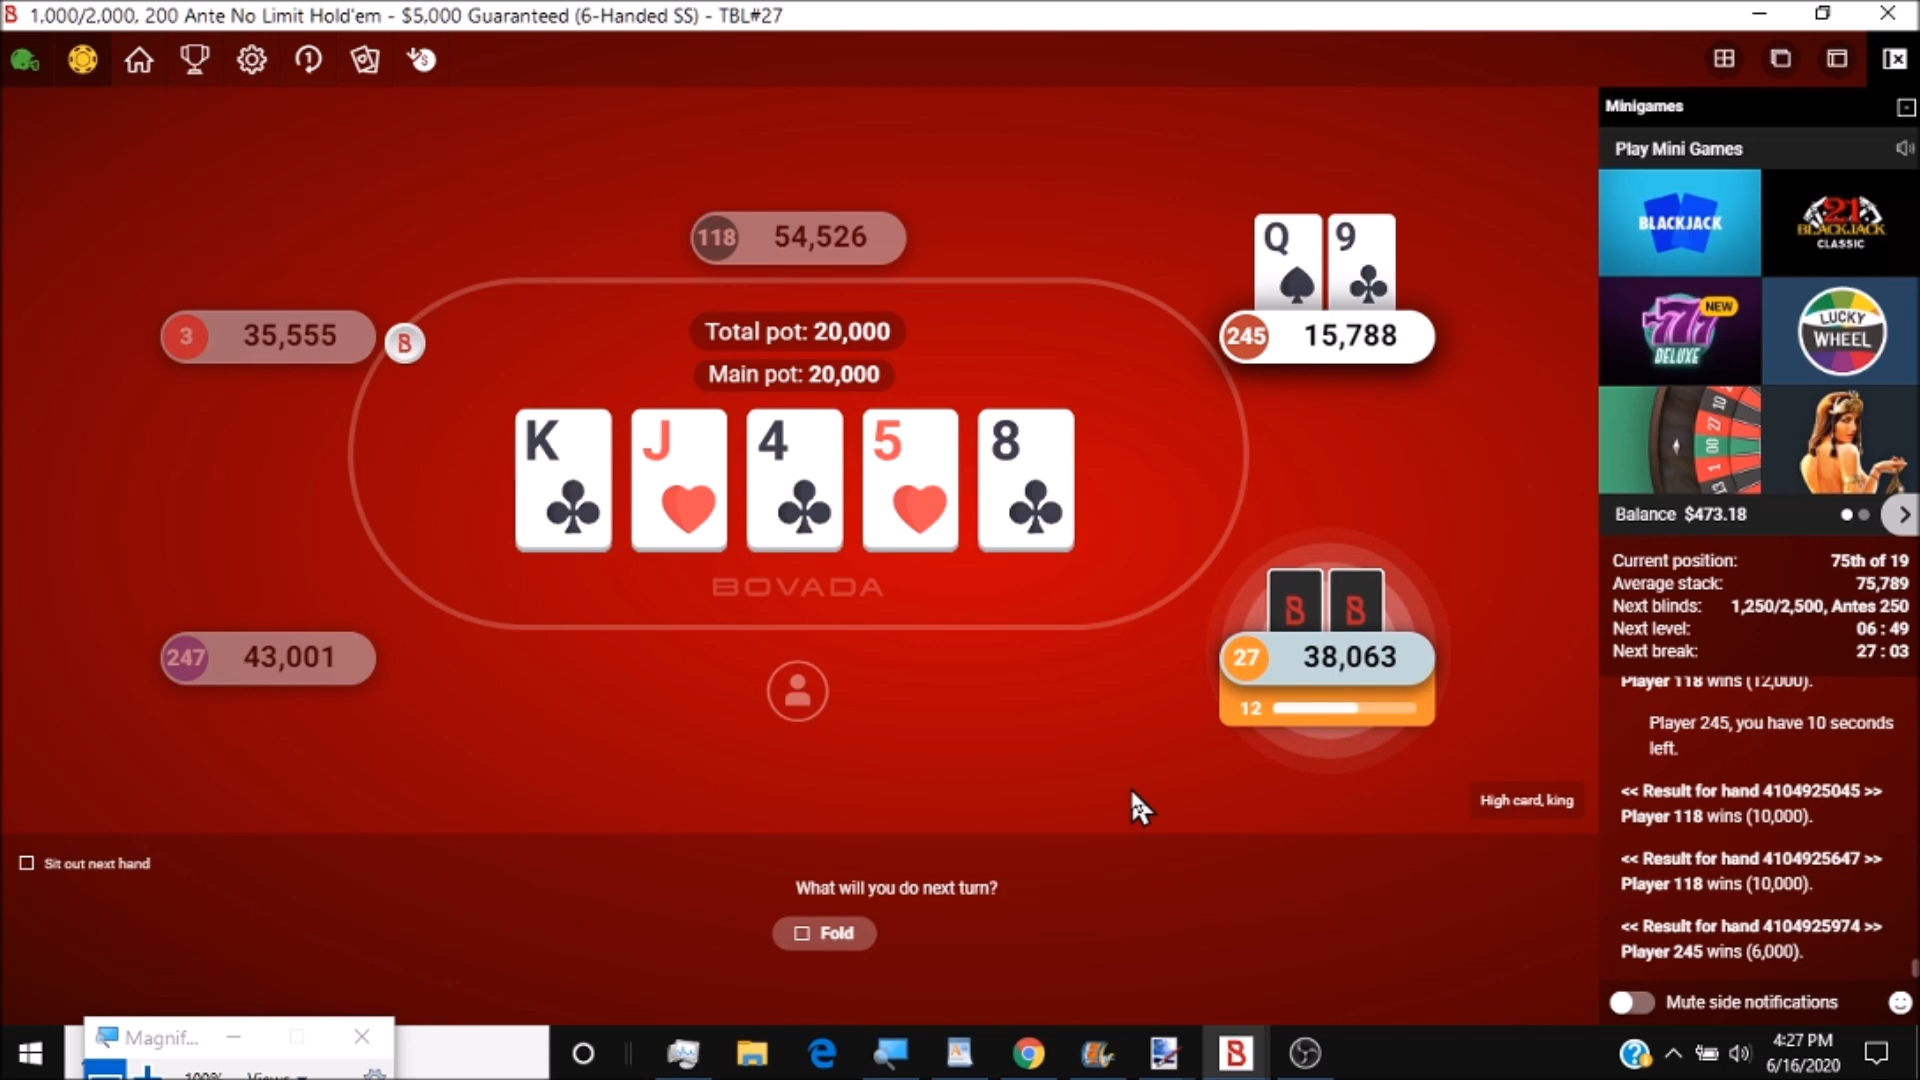 1,000/2,000, 200 Ante No Limit Hold'em - $5,000 Guaranteed (6-Handed SS) - TBL#27
Minigames
Play Mini Games
BLACKJACK
21
BLACKJACK
CLASSIC
NEW
777
DELUXE
LUCKY
WHEEL
Balance $473.18
Current position: 75th of 19
Average stack: 75,789
Next blinds: 1,250/2,500, Antes 250
Next level: 06 : 49
Next break: 27 : 03
Player 118 wins (12,000).
Player 245, you have 10 seconds
left.
<< Result for hand 4104925045 >>
Player 118 wins (10,000).
<< Result for hand 4104925647 >>
Player 118 wins (10,000).
<< Result for hand 4104925974 >>
Player 245 wins (6,000).
Mute side notifications
118 54,526
3 35,555
B
Q 9
245 15,788
Total pot: 20,000
Main pot: 20,000
K J 4 5 8
BOVADA
B B
27 38,063
12
247 43,001
High card, king
Sit out next hand
What will you do next turn?
Fold
Magnif...
100% Views
4:27 PM
6/16/2020